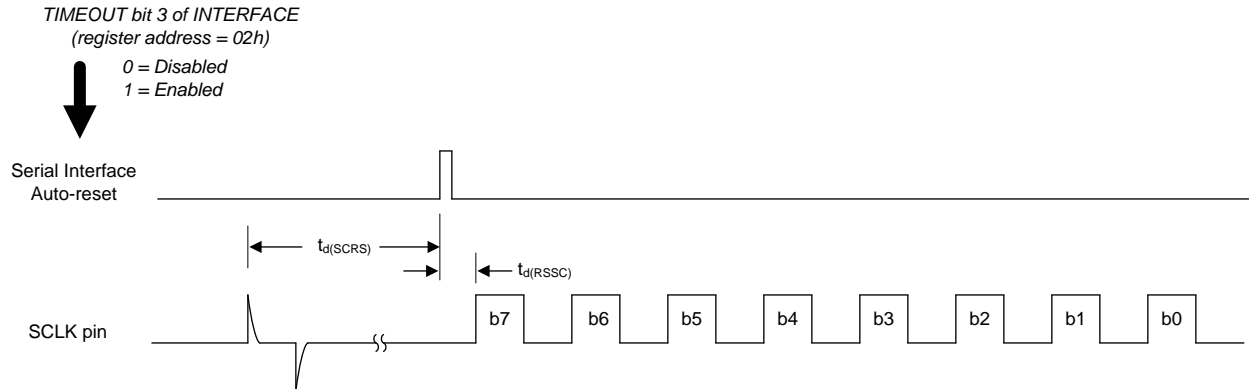 TIMEOUT bit 3 of INTERFACE
(register address = 02h)
0 = Disabled
1 = Enabled
Serial Interface
Auto-reset
td(SCRS)
td(RSSC)
SCLK pin
b7 b6 b5 b4 b3 b2 b1 b0